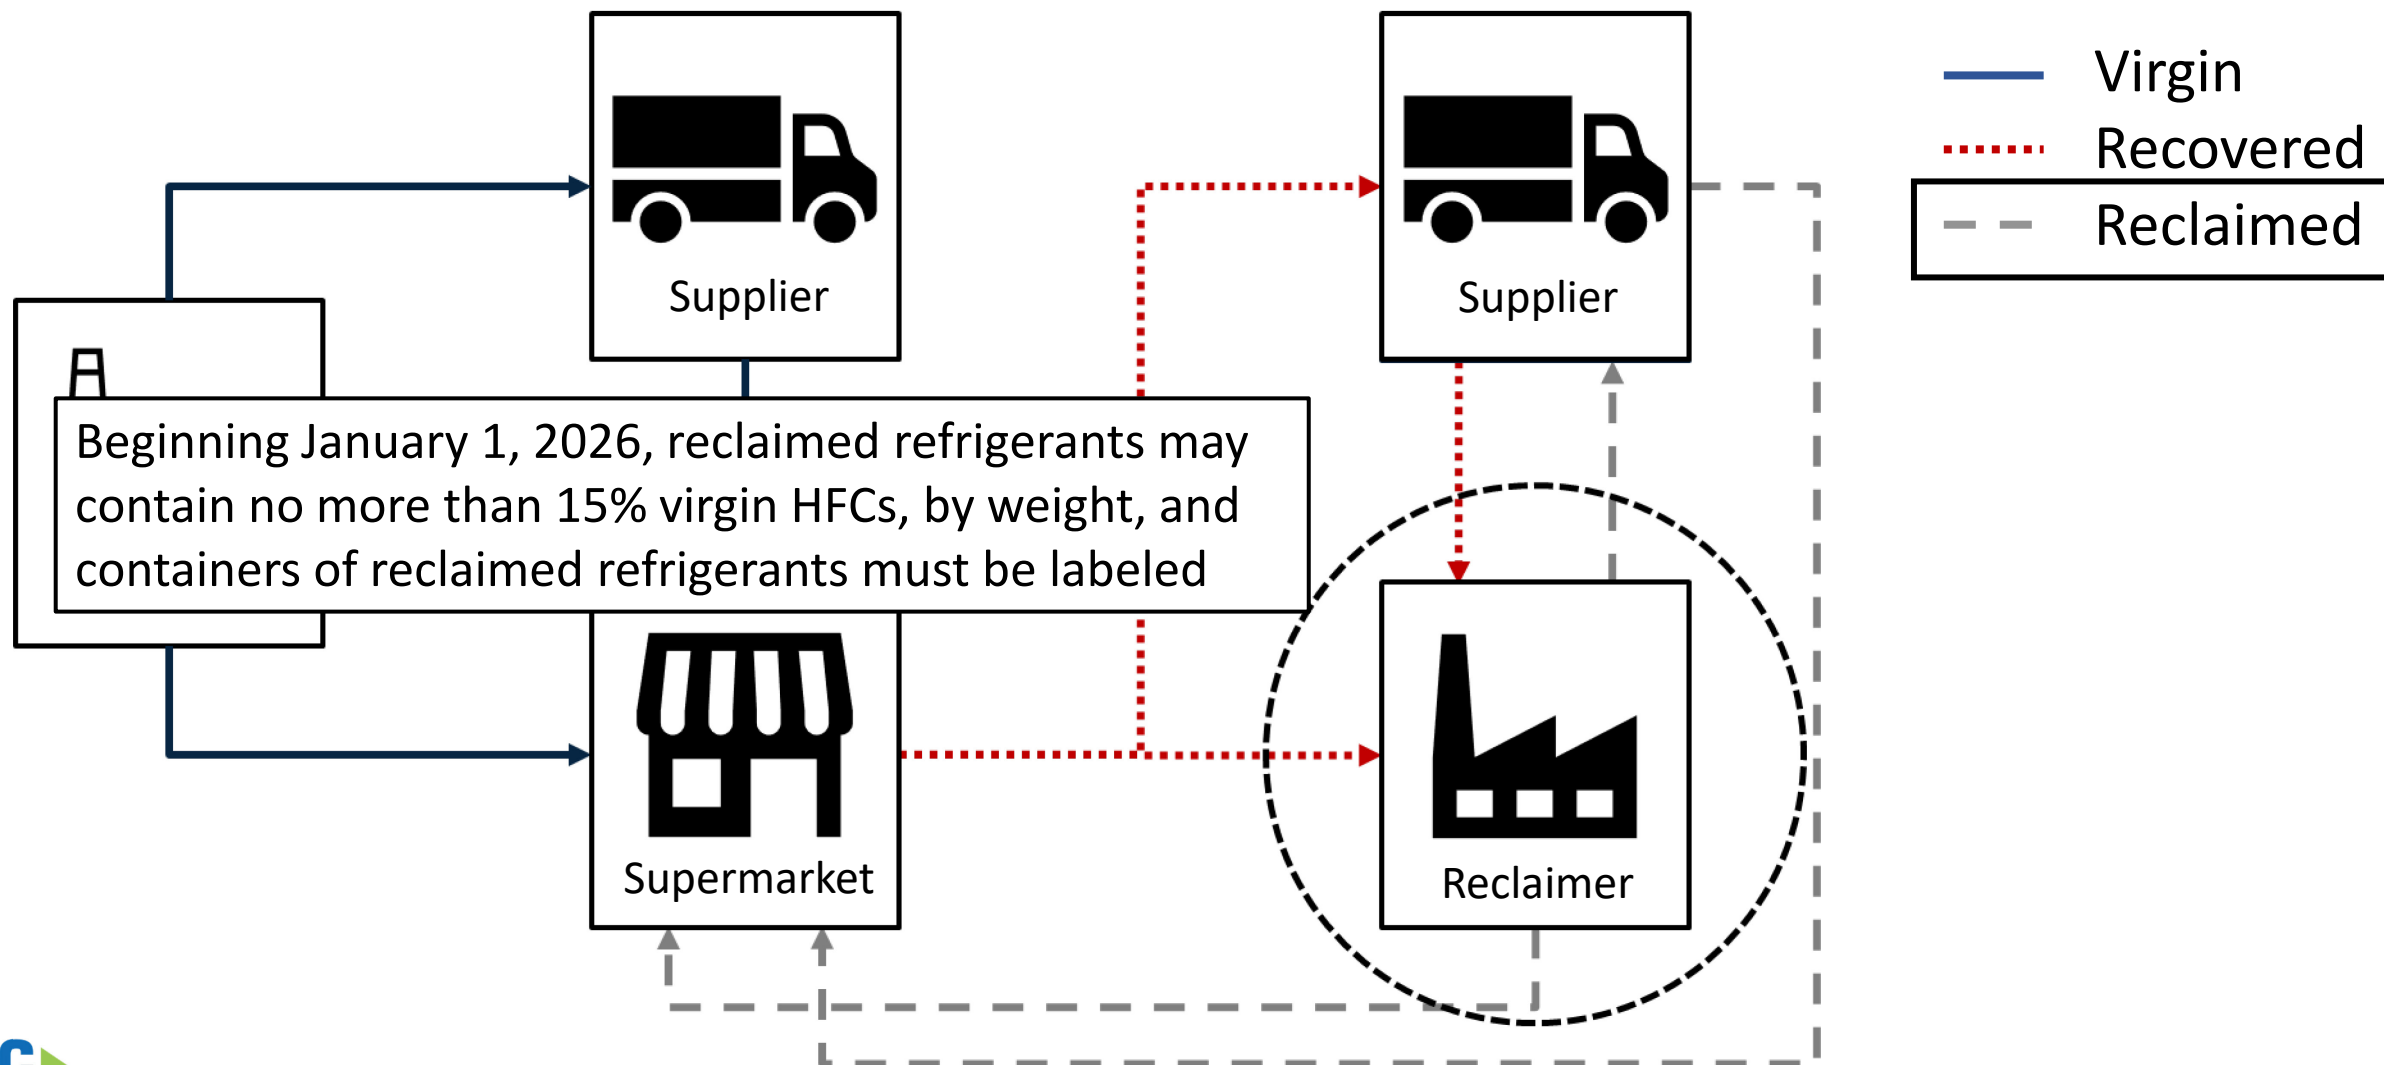 Supplier
Supplier
Virgin
Recovered
Reclaimed
Beginning January 1, 2026, reclaimed refrigerants may
contain no more than 15% virgin HFCs, by weight, and
containers of reclaimed refrigerants must be labeled
Supermarket
Reclaimer